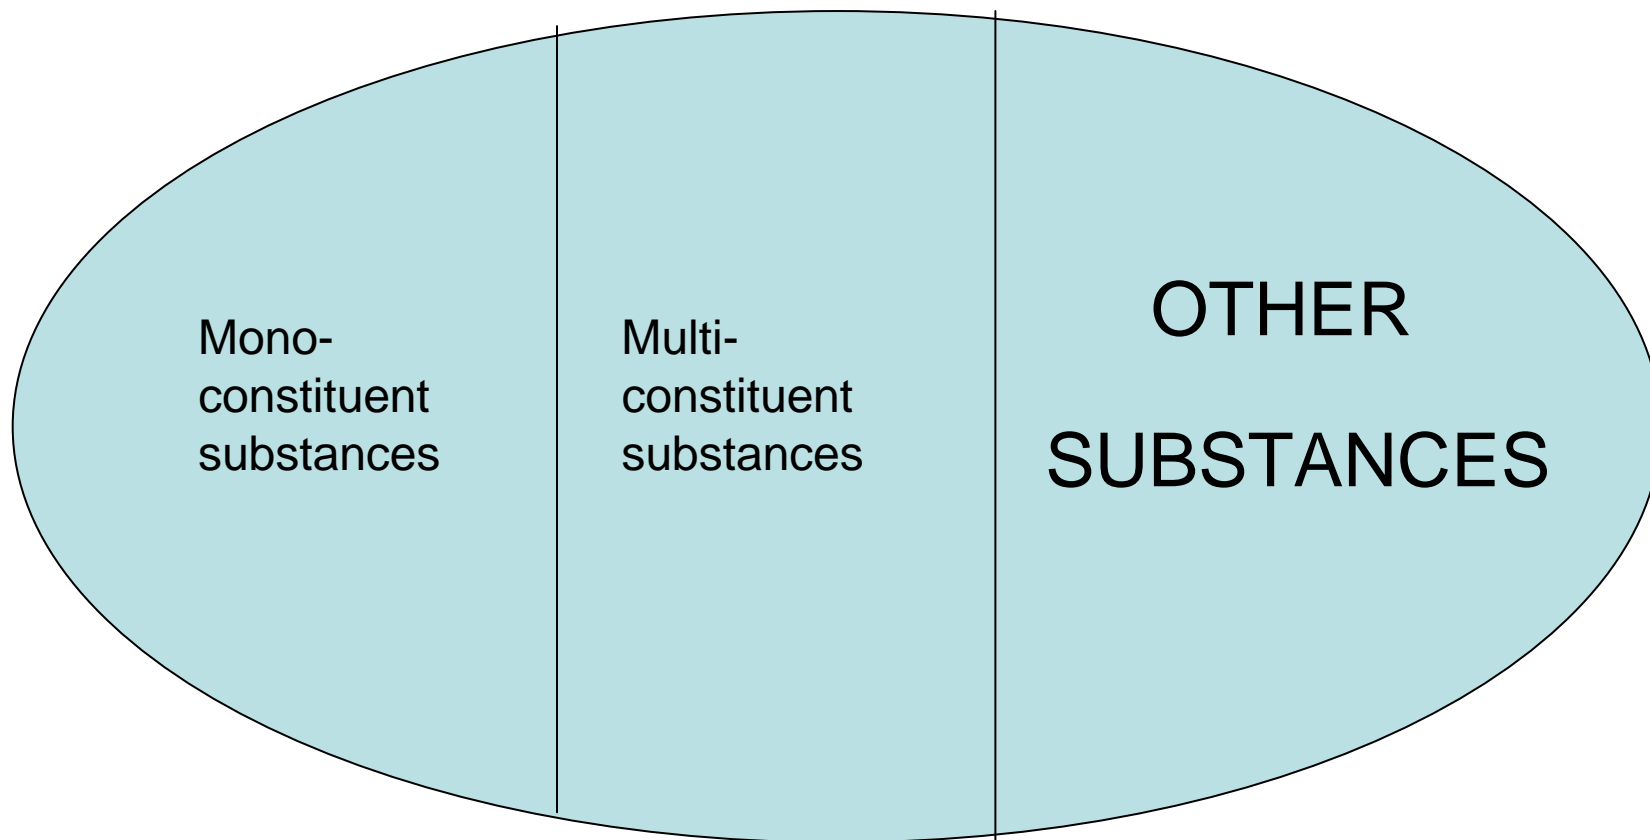 Mono-
constituent
substances
Multi-
constituent
substances
OTHER
SUBSTANCES